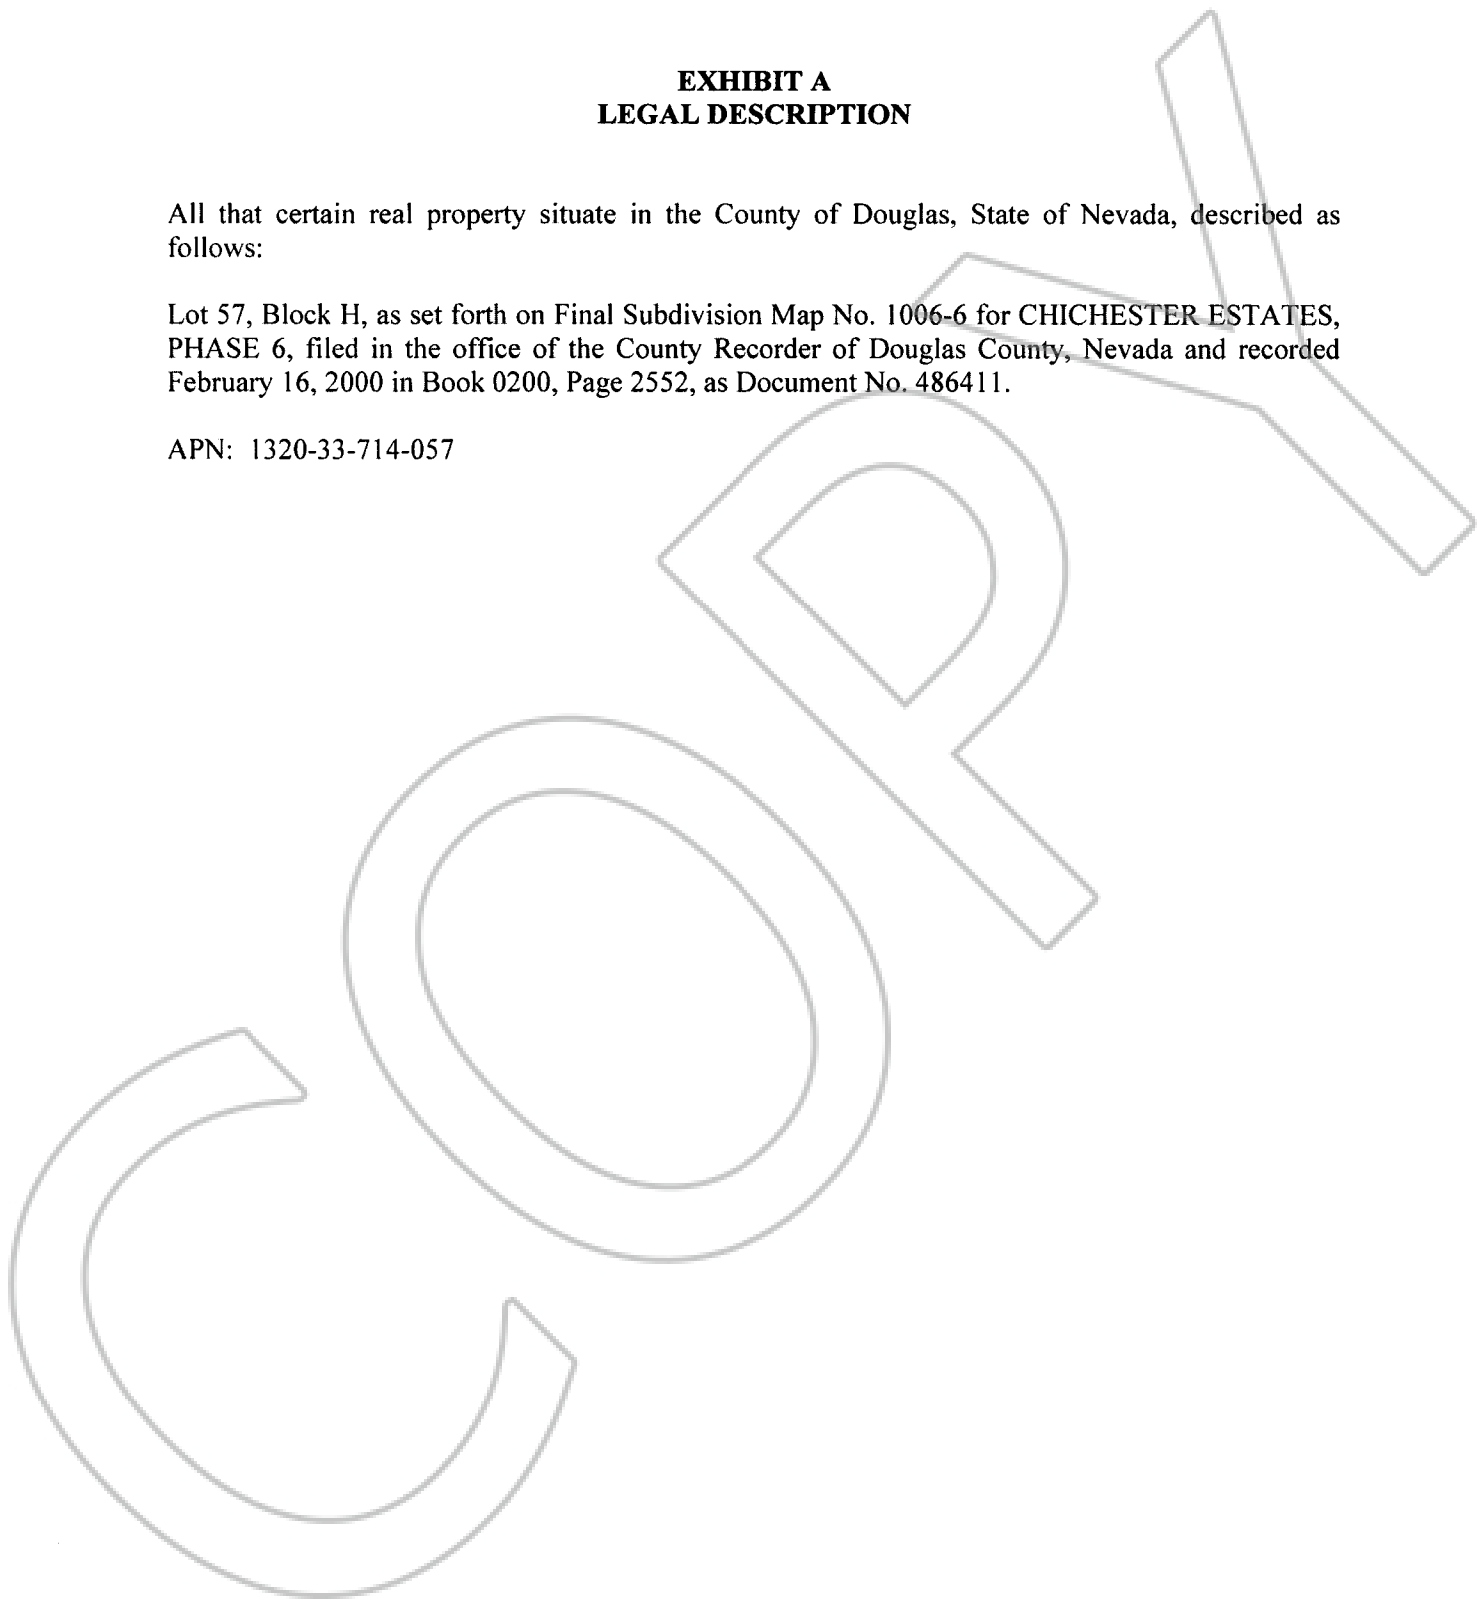 EXHIBIT A
LEGAL DESCRIPTION
All that certain real property situate in the County of Douglas, State of Nevada, described as
follows:
Lot 57, Block H, as set forth on Final Subdivision Map No. 1006-6 for CHICHESTER ESTATES,
PHASE 6, filed in the office of the County Recorder of Douglas County, Nevada and recorded
February 16, 2000 in Book 0200, Page 2552, as Document No. 486411.
APN: 1320-33-714-057
COPY